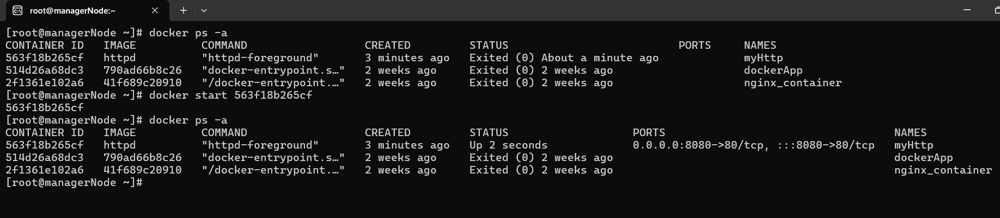 root@managerNode:~
[root@managerNode ~]# docker ps -a
CONTAINER ID   IMAGE          COMMAND                  CREATED         STATUS                          PORTS     NAMES
563f18b265cf   httpd          "httpd-foreground"       3 minutes ago   Exited (0) About a minute ago             myHttp
514d26a68dc3   790ad66b8c26   "docker-entrypoint.s…"   2 weeks ago     Exited (0) 2 weeks ago                    dockerApp
2f1361e102a6   41f689c20910   "/docker-entrypoint.…"   2 weeks ago     Exited (0) 2 weeks ago                    nginx_container
[root@managerNode ~]# docker start 563f18b265cf
563f18b265cf
[root@managerNode ~]# docker ps -a
CONTAINER ID   IMAGE          COMMAND                  CREATED         STATUS                   PORTS                                   NAMES
563f18b265cf   httpd          "httpd-foreground"       3 minutes ago   Up 2 seconds             0.0.0.0:8080->80/tcp, :::8080->80/tcp   myHttp
514d26a68dc3   790ad66b8c26   "docker-entrypoint.s…"   2 weeks ago     Exited (0) 2 weeks ago                                           dockerApp
2f1361e102a6   41f689c20910   "/docker-entrypoint.…"   2 weeks ago     Exited (0) 2 weeks ago                                           nginx_container
[root@managerNode ~]#